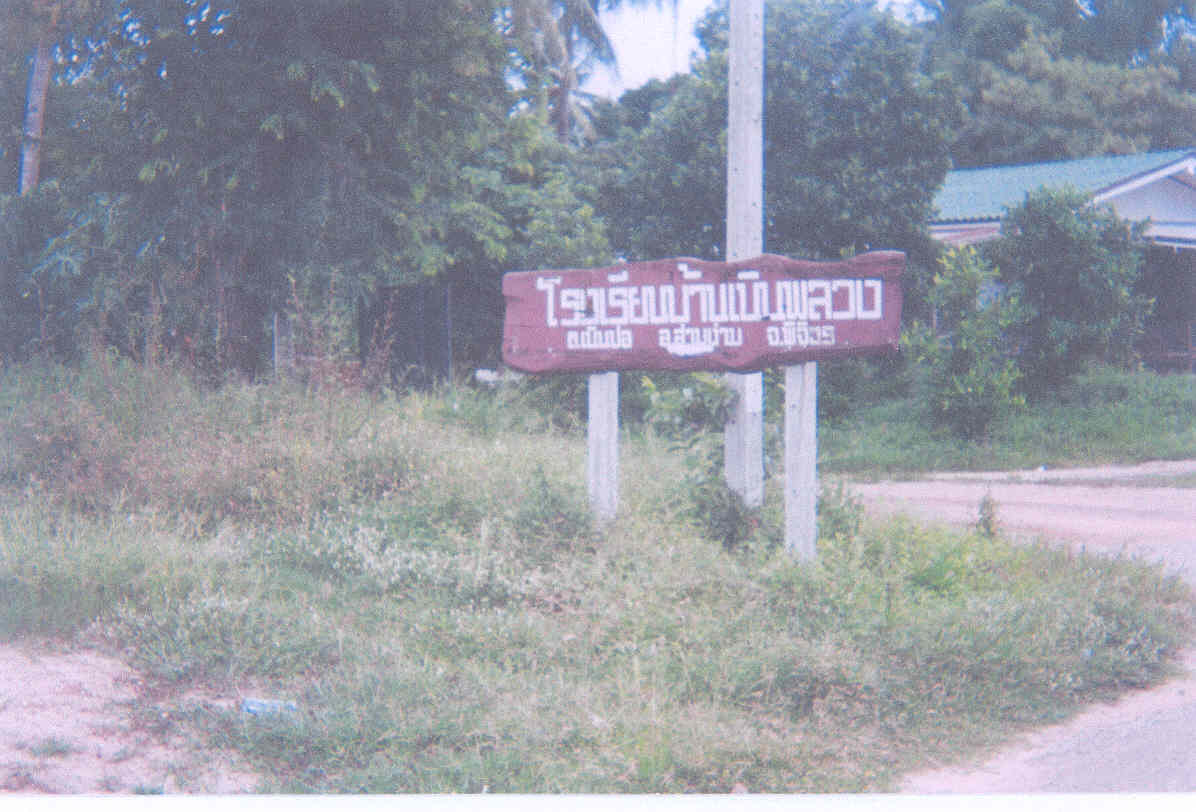 โรงเรียนบ้านเนินพลวง
ต.เนินปอ อ.สามง่าม จ.พิจิตร